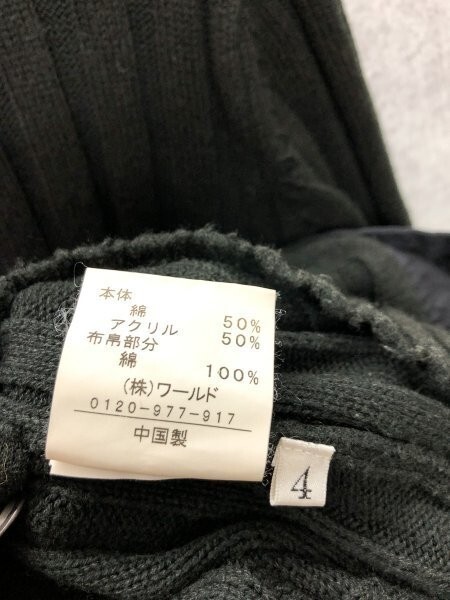 本体
綿 50%
アクリル 50%
布帛部分
綿 100%
(株)ワールド
0120-977-917
中国製
4